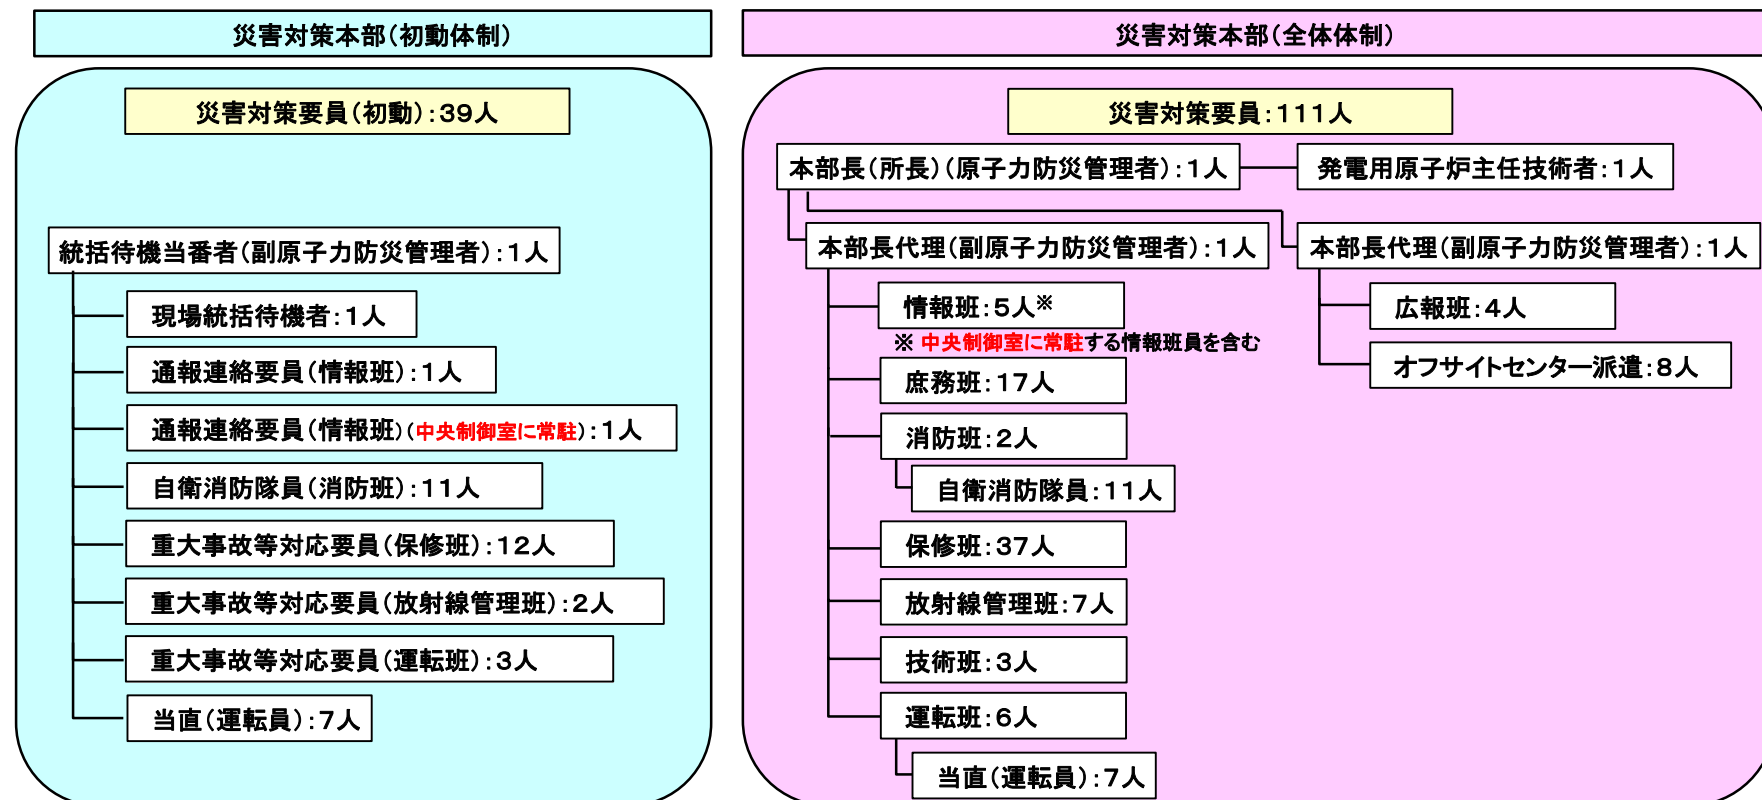 災害対策本部(初動体制)
災害対策要員(初動):39人
統括待機当番者(副原子力防災管理者):1人
現場統括待機者:1人
通報連絡要員(情報班):1人
通報連絡要員(情報班)(中央制御室に常駐):1人
自衛消防隊員(消防班):11人
重大事故等対応要員(保修班):12人
重大事故等対応要員(放射線管理班):2人
重大事故等対応要員(運転班):3人
当直(運転員):7人
災害対策本部(全体体制)
災害対策要員:111人
本部長(所長)(原子力防災管理者):1人
発電用原子炉主任技術者:1人
本部長代理(副原子力防災管理者):1人
本部長代理(副原子力防災管理者):1人
情報班:5人※
※ 中央制御室に常駐する情報班員を含む
庶務班:17人
消防班:2人
自衛消防隊員:11人
保修班:37人
放射線管理班:7人
技術班:3人
運転班:6人
当直(運転員):7人
広報班:4人
オフサイトセンター派遣:8人